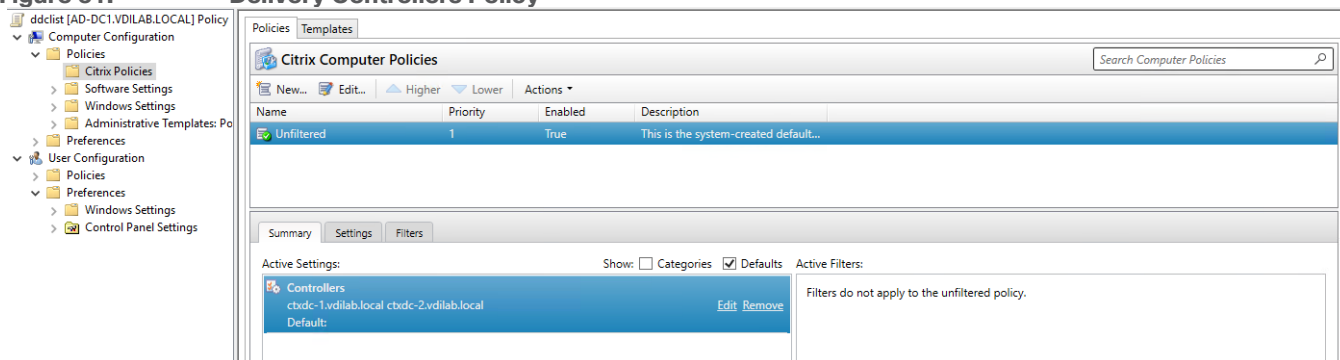 ddclist [AD-DC1.VDILAB.LOCAL] Policy
Computer Configuration
Policies
Citrix Policies
Software Settings
Windows Settings
Administrative Templates: Po
Preferences
User Configuration
Policies
Preferences
Windows Settings
Control Panel Settings
Policies Templates
Citrix Computer Policies
Search Computer Policies
New... Edit... Higher Lower Actions
Name Priority Enabled Description
Unfiltered 1 True This is the system-created default...
Summary Settings Filters
Active Settings: Show: Categories Defaults Active Filters:
Controllers
ctxdc-1.vdilab.local ctxdc-2.vdilab.local Edit Remove
Default:
Filters do not apply to the unfiltered policy.